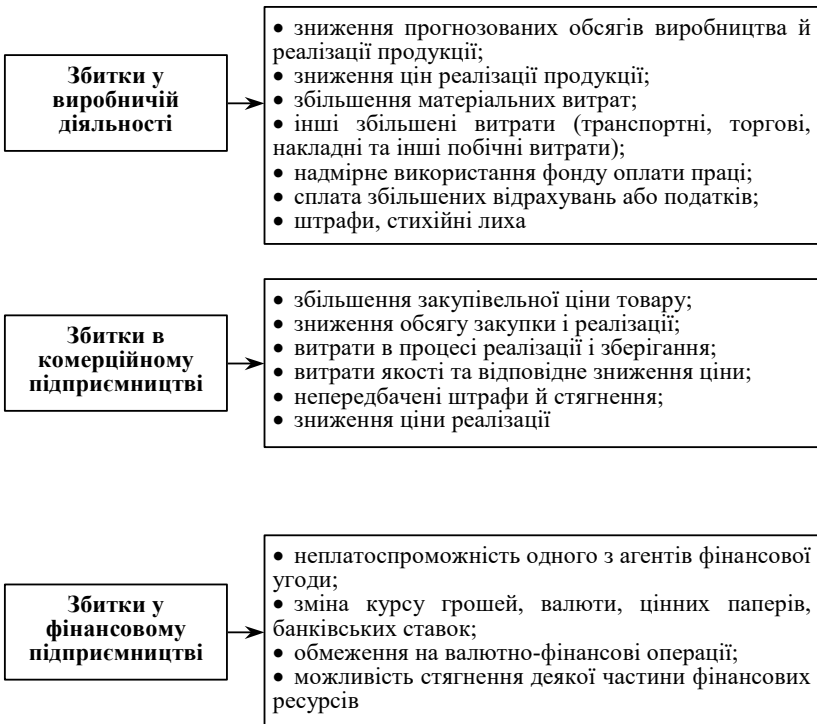 Збитки у
виробничій
діяльності
• зниження прогнозованих обсягів виробництва й
реалізації продукції;
• зниження цін реалізації продукції;
• збільшення матеріальних витрат;
• інші збільшені витрати (транспортні, торгові,
накладні та інші побічні витрати);
• надмірне використання фонду оплати праці;
• сплата збільшених відрахувань або податків;
• штрафи, стихійні лиха
Збитки в
комерційному
підприємництві
• збільшення закупівельної ціни товару;
• зниження обсягу закупки і реалізації;
• витрати в процесі реалізації і зберігання;
• витрати якості та відповідне зниження ціни;
• непередбачені штрафи й стягнення;
• зниження ціни реалізації
Збитки у
фінансовому
підприємництві
• неплатоспроможність одного з агентів фінансової
угоди;
• зміна курсу грошей, валюти, цінних паперів,
банківських ставок;
• обмеження на валютно-фінансові операції;
• можливість стягнення деякої частини фінансових
ресурсів